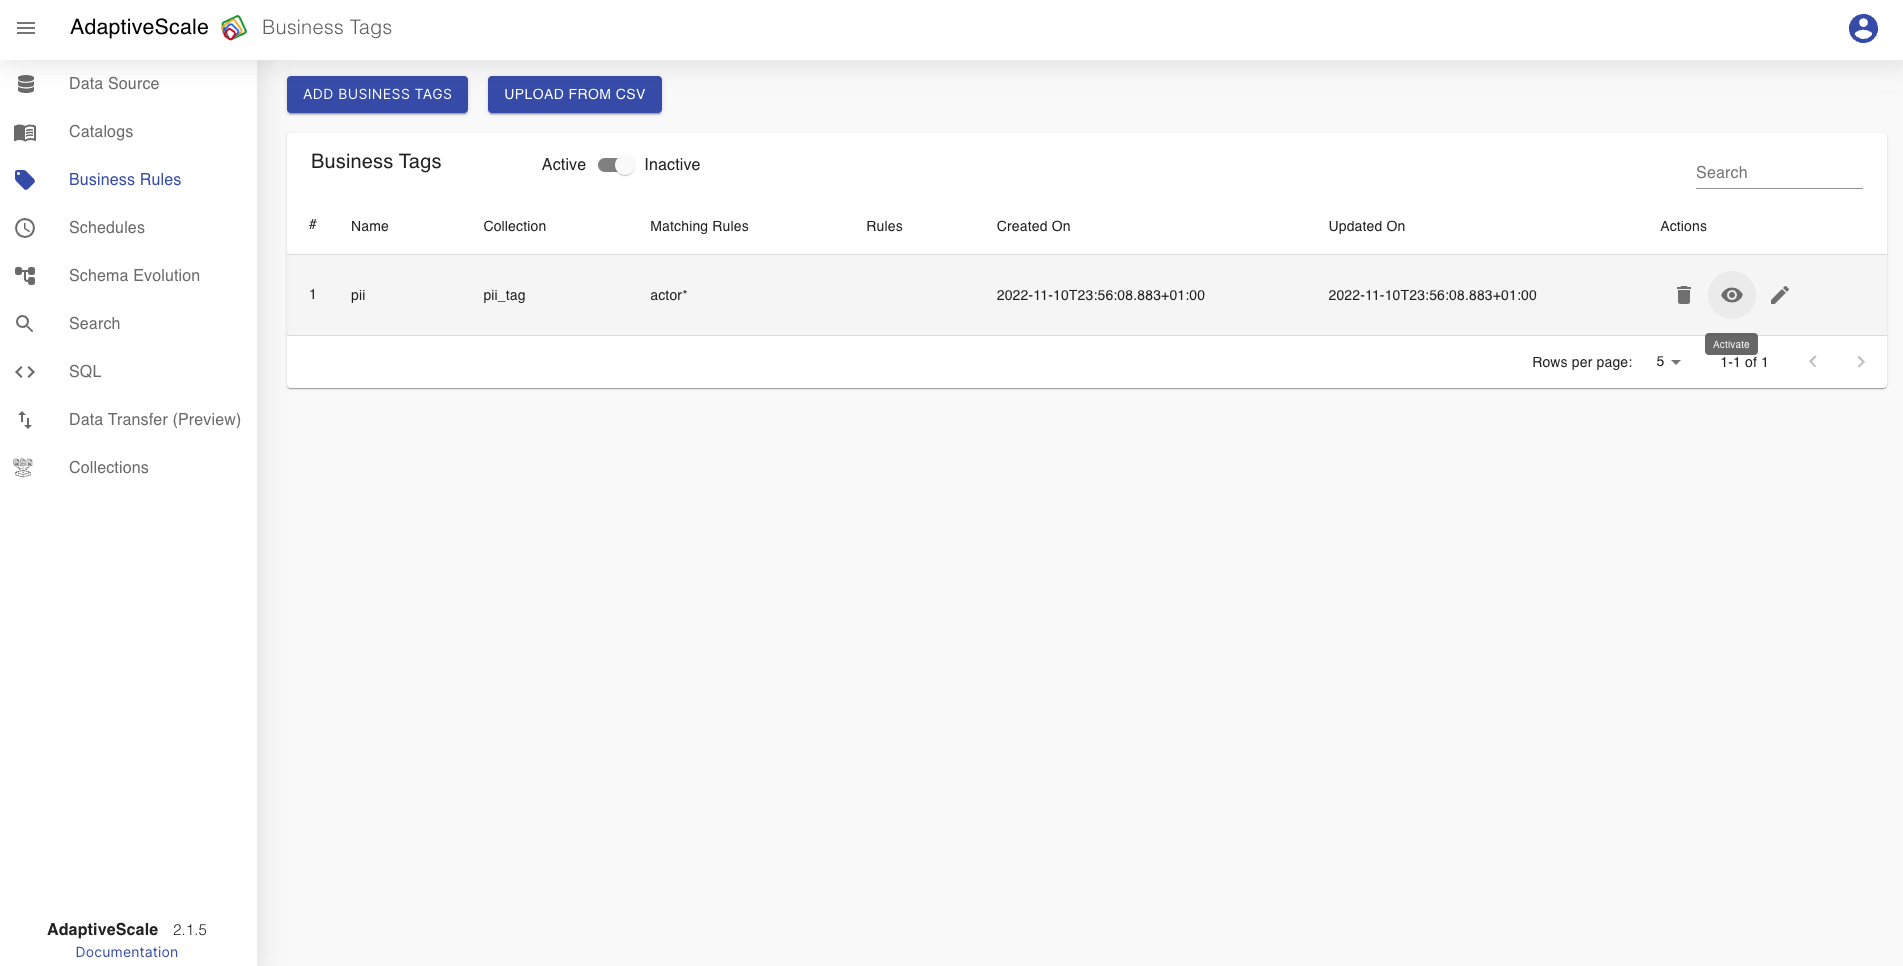 AdaptiveScale Business Tags
Data Source
Catalogs
Business Rules
Schedules
Schema Evolution
Search
SQL
Data Transfer (Preview)
Collections
AdaptiveScale 2.1.5
Documentation
ADD BUSINESS TAGS UPLOAD FROM CSV
Business Tags Active Inactive Search
# Name Collection Matching Rules Rules Created On Updated On Actions
1 pii pii_tag actor* 2022-11-10T23:56:08.883+01:00 2022-11-10T23:56:08.883+01:00
Activate
Rows per page: 5 1-1 of 1